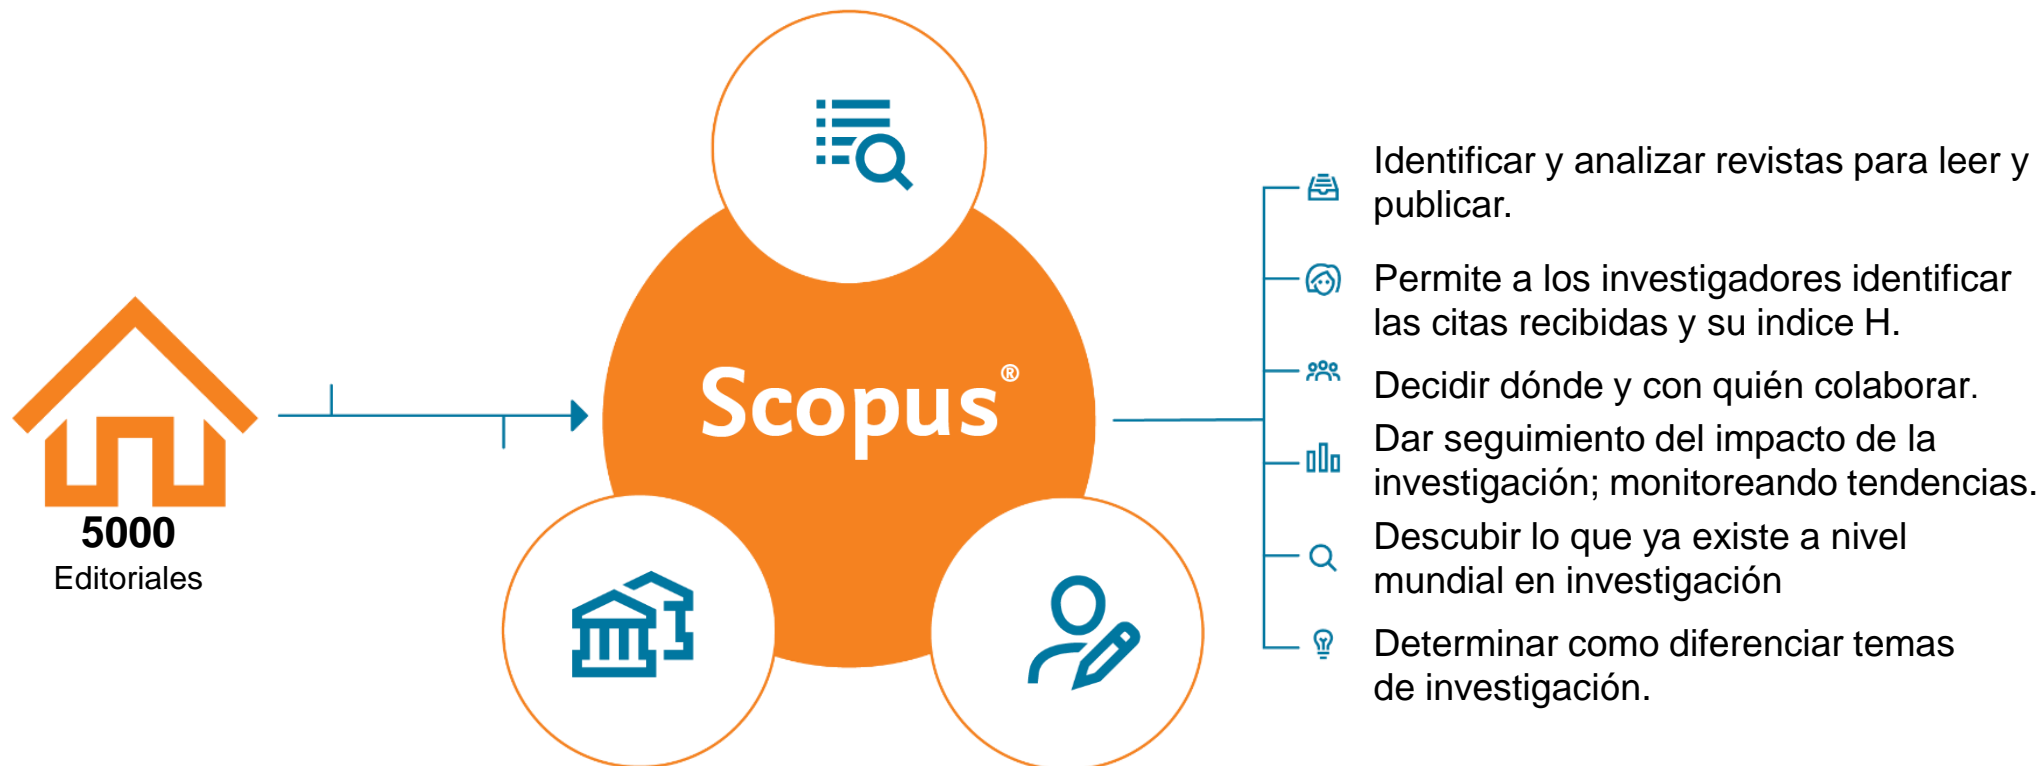 5000
Editoriales
Scopus®
Identificar y analizar revistas para leer y
publicar.
Permite a los investigadores identificar
las citas recibidas y su indice H.
Decidir dónde y con quién colaborar.
Dar seguimiento del impacto de la
investigación; monitoreando tendencias.
Descubir lo que ya existe a nivel
mundial en investigación
Determinar como diferenciar temas
de investigación.